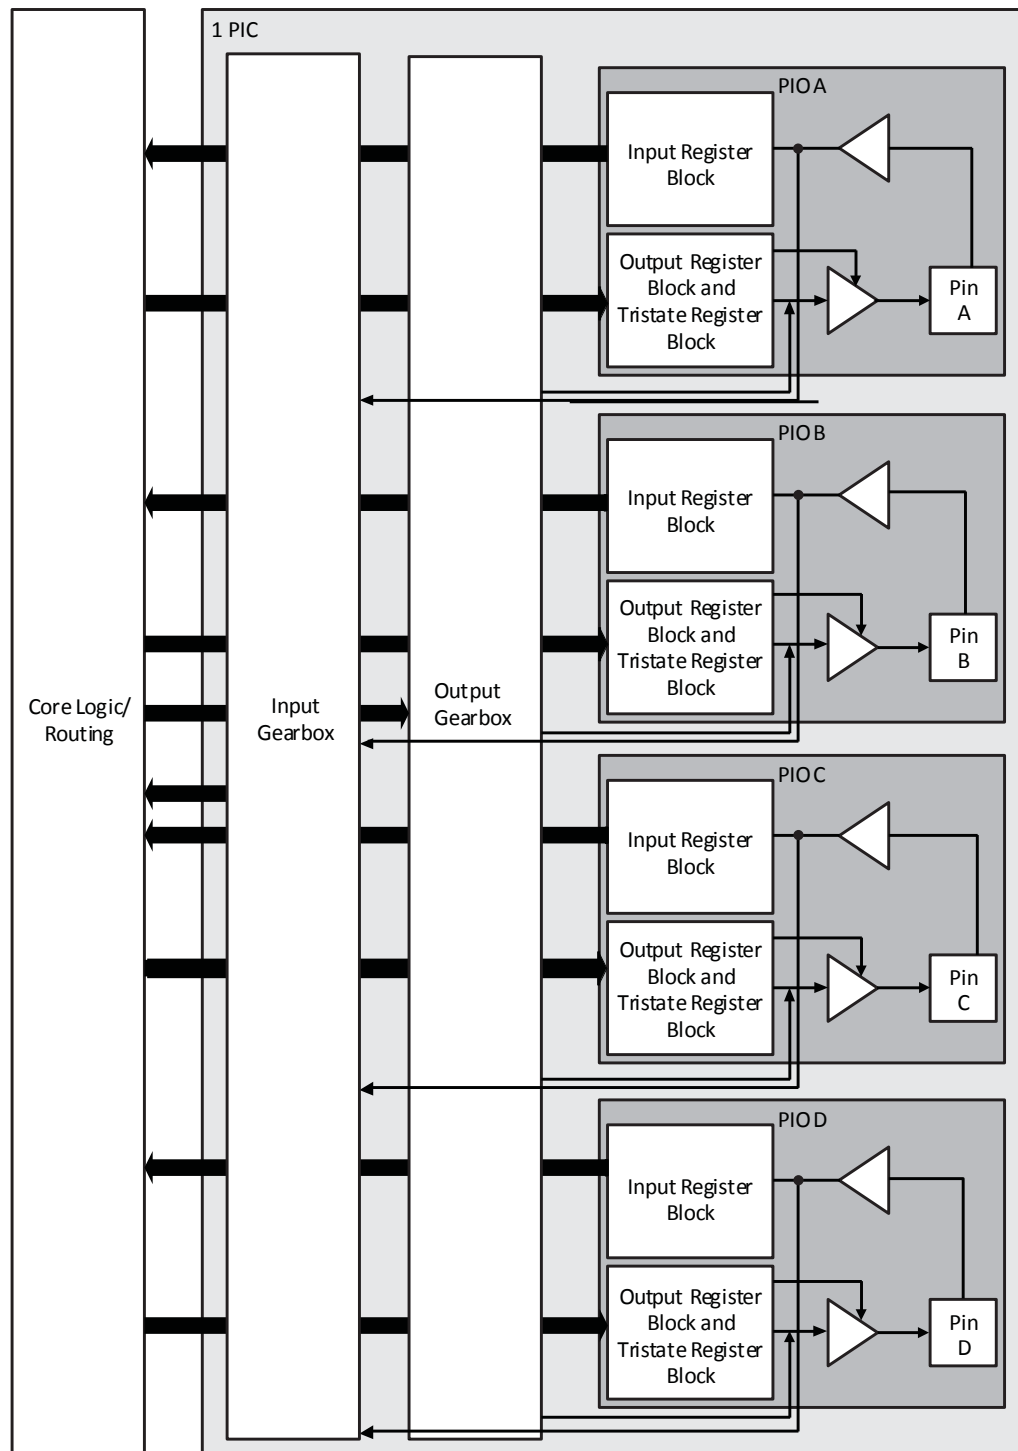 1 PIC
PIO A
Input Register
Block
Output Register
Block and
Tristate Register
Block
Pin
A
PIO B
Input Register
Block
Output Register
Block and
Tristate Register
Block
Pin
B
Core Logic/
Routing
Input
Gearbox
Output
Gearbox
PIO C
Input Register
Block
Output Register
Block and
Tristate Register
Block
Pin
C
PIO D
Input Register
Block
Output Register
Block and
Tristate Register
Block
Pin
D